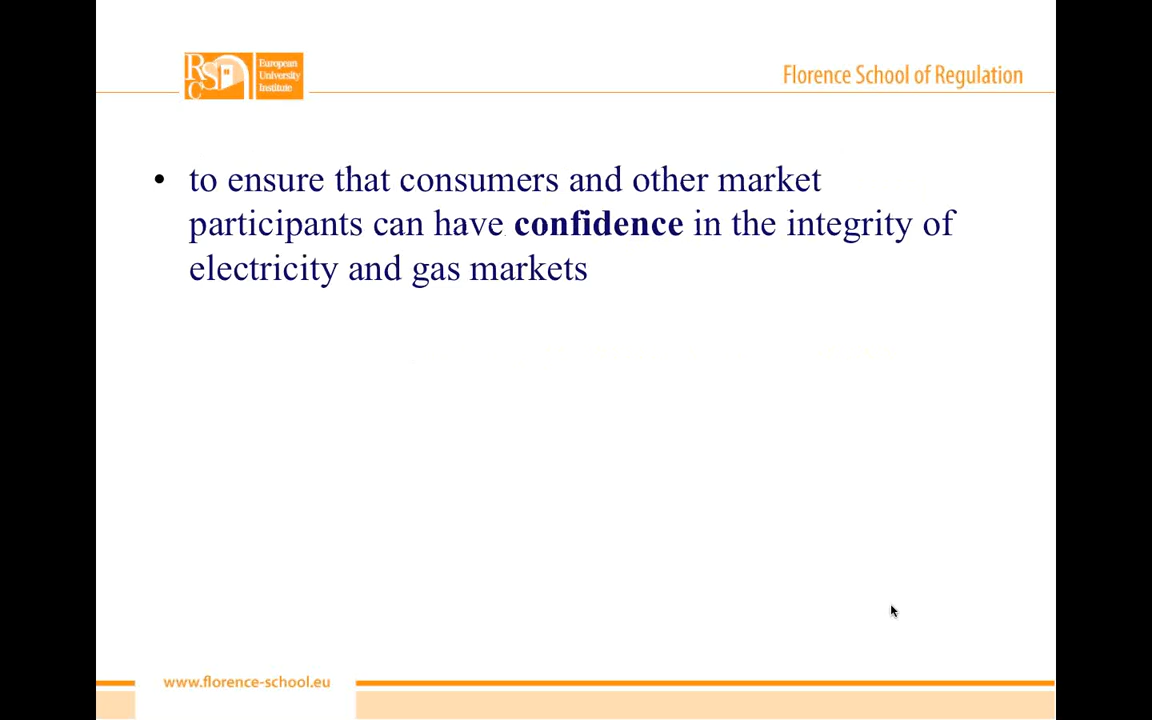 RSC
European
University
Institute
Florence School of Regulation
• to ensure that consumers and other market
participants can have confidence in the integrity of
electricity and gas markets
www.florence-school.eu